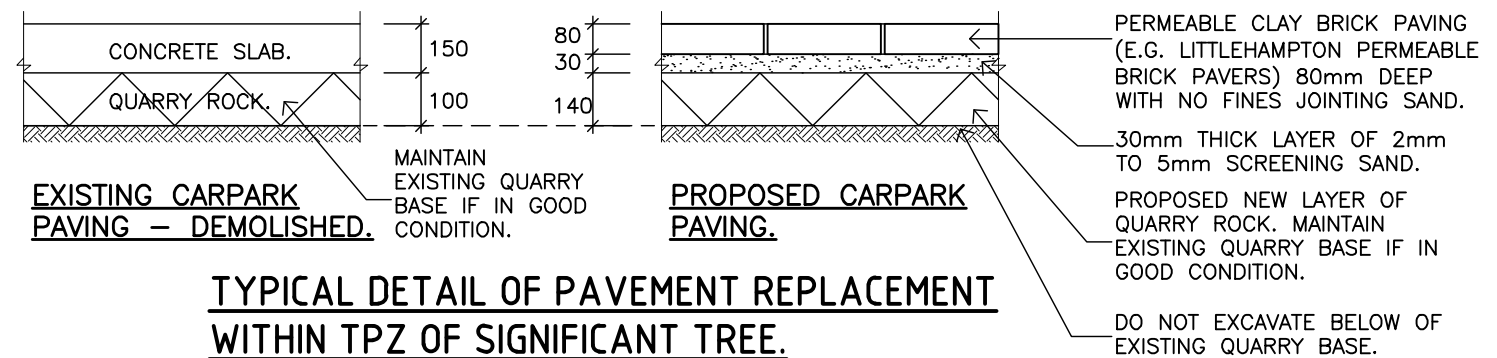 CONCRETE SLAB.
150
QUARRY ROCK.
100
MAINTAIN
EXISTING QUARRY
BASE IF IN GOOD
CONDITION.
EXISTING CARPARK
PAVING – DEMOLISHED.
80
30
140
PROPOSED CARPARK
PAVING.
PERMEABLE CLAY BRICK PAVING
(E.G. LITTLEHAMPTON PERMEABLE
BRICK PAVERS) 80mm DEEP
WITH NO FINES JOINTING SAND.
30mm THICK LAYER OF 2mm
TO 5mm SCREENING SAND.
PROPOSED NEW LAYER OF
QUARRY ROCK. MAINTAIN
EXISTING QUARRY BASE IF IN
GOOD CONDITION.
DO NOT EXCAVATE BELOW OF
EXISTING QUARRY BASE.
TYPICAL DETAIL OF PAVEMENT REPLACEMENT
WITHIN TPZ OF SIGNIFICANT TREE.